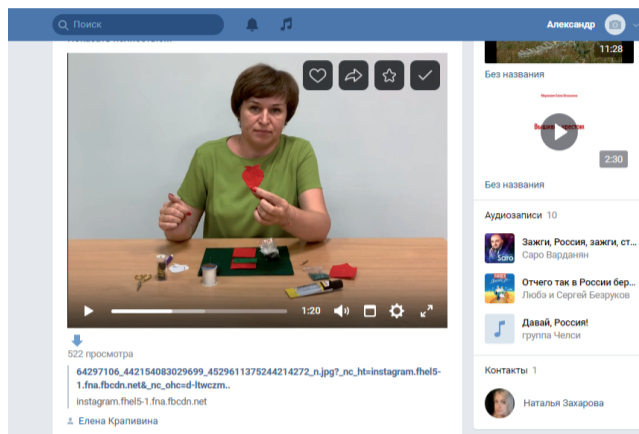 Поиск
Александр
1:20
522 просмотра
64297106_442154083029699_4529611375244214272_n.jpg?_nc_ht=instagram.fhel5-
1.fna.fbcdn.net&_nc_ohc=d-ltwczm..
instagram.fhel5-1.fna.fbcdn.net
Елена Крапивина
11:28
Без названия
2:30
Без названия
Аудиозаписи 10
Зажги, Россия, зажги, ст...
Саро Варданян
Отчего так в России бер...
Любэ и Сергей Безруков
Давай, Россия!
группа Челси
Контакты 1
Наталья Захарова